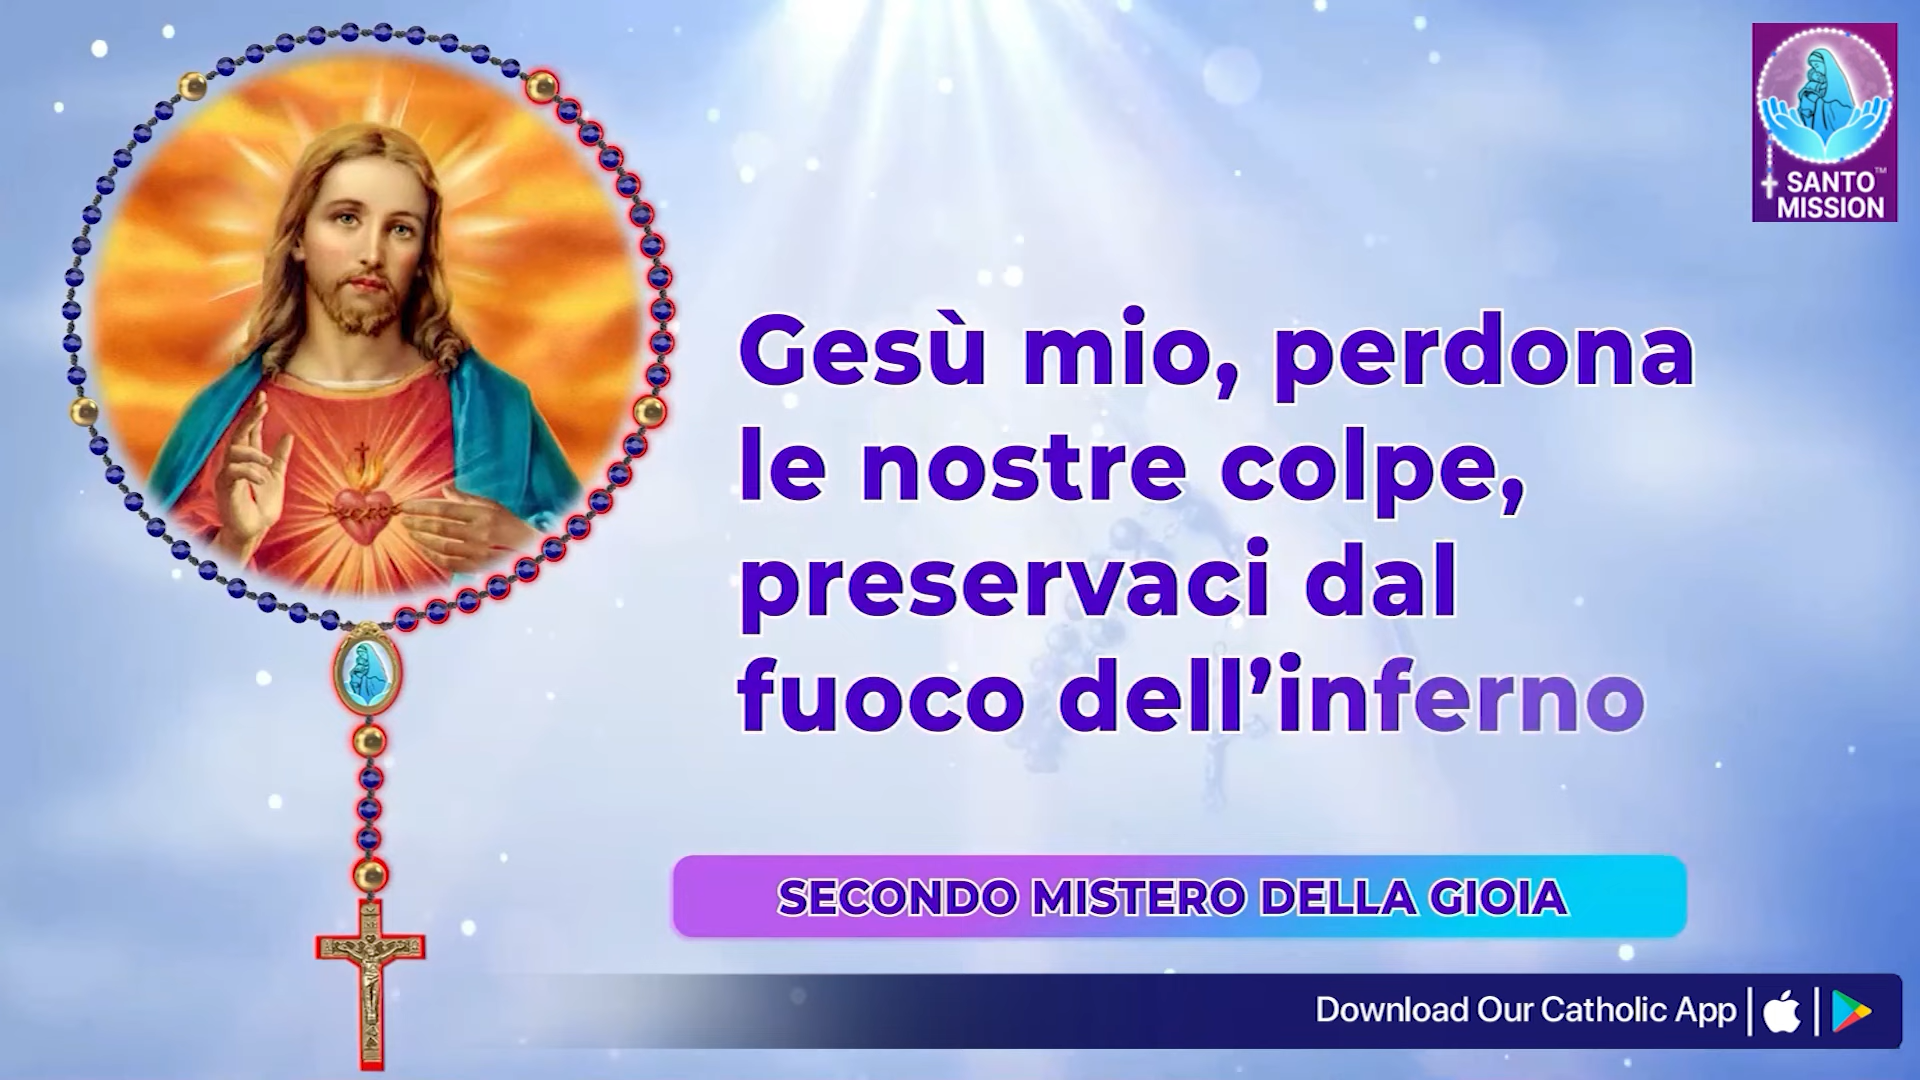 SANTO™
MISSION
Gesù mio, perdona
le nostre colpe,
preservaci dal
fuoco dell’inferno
SECONDO MISTERO DELLA GIOIA
Download Our Catholic App